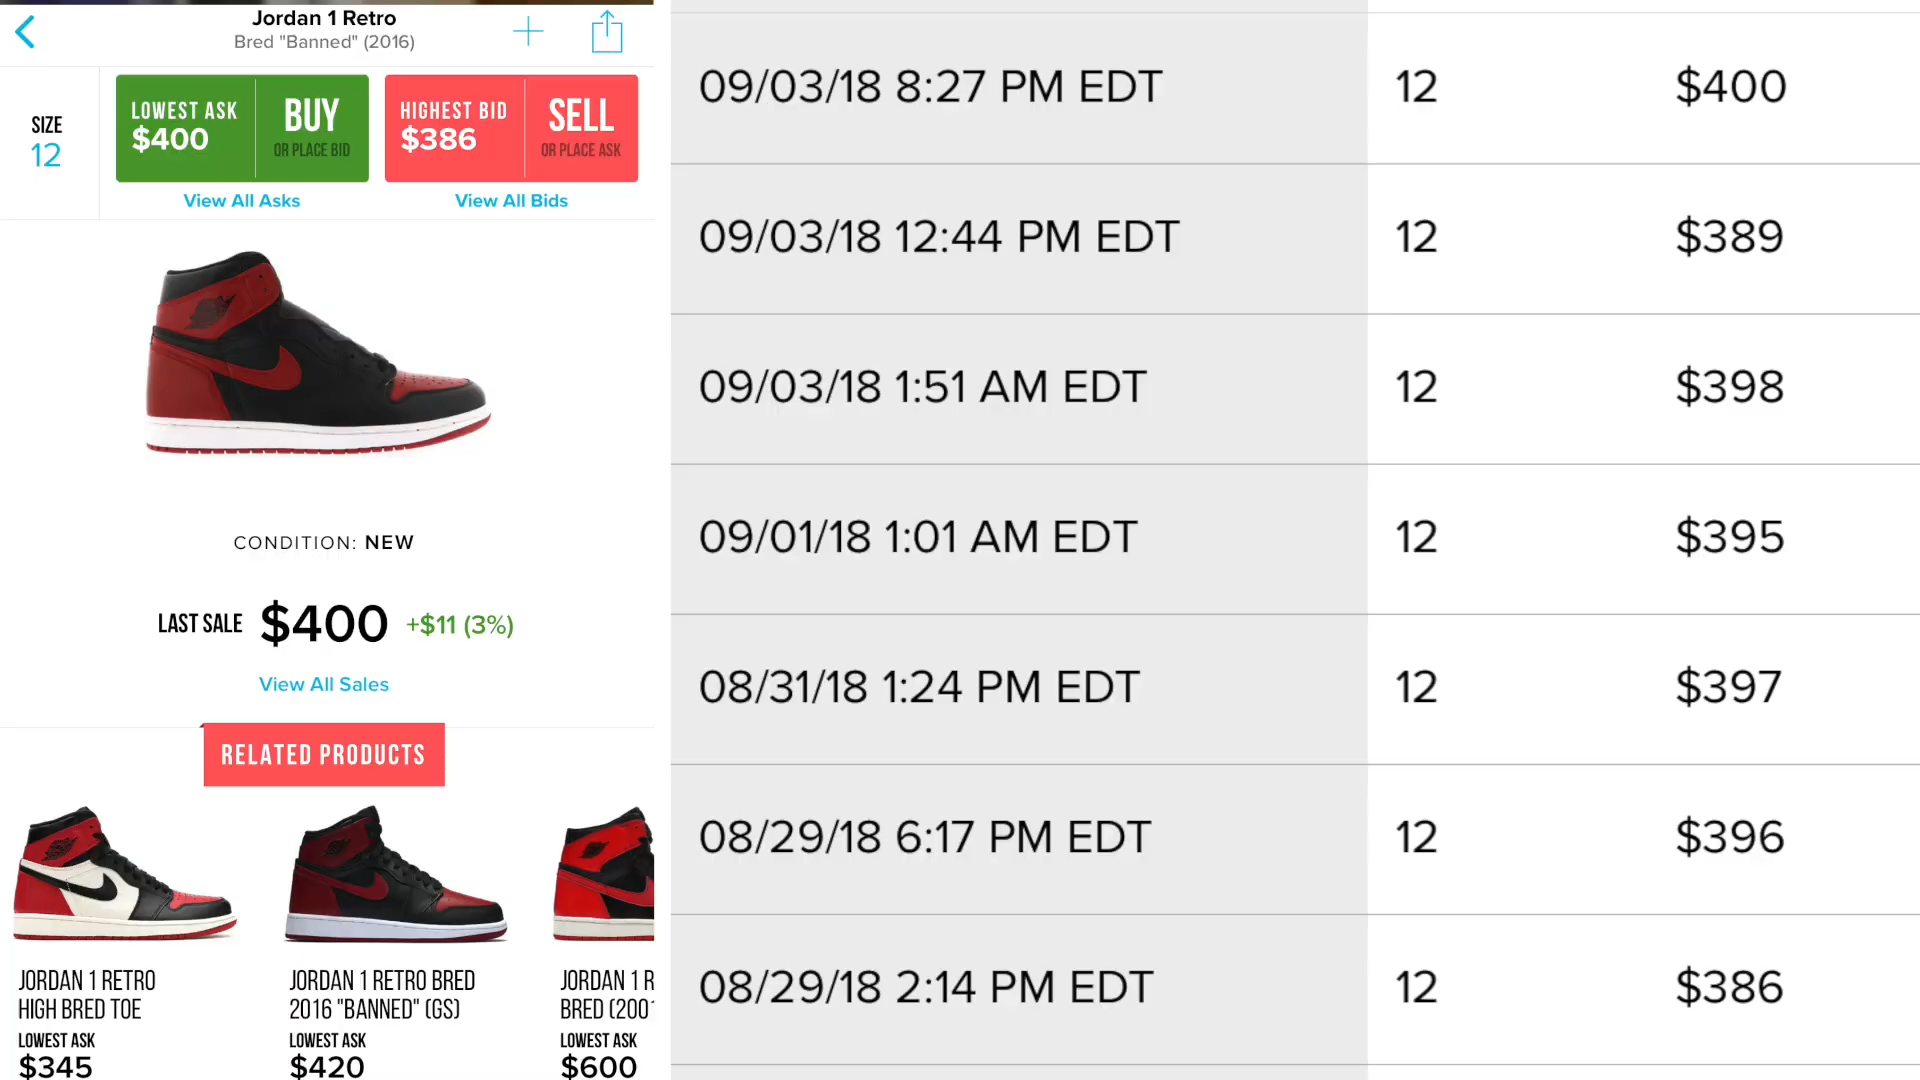 Jordan 1 Retro
Bred "Banned" (2016)
SIZE
12
LOWEST ASK
$400
BUY
OR PLACE BID
HIGHEST BID
$386
SELL
OR PLACE ASK
View All Asks
View All Bids
CONDITION: NEW
LAST SALE $400 +$11 (3%)
View All Sales
RELATED PRODUCTS
JORDAN 1 RETRO
HIGH BRED TOE
LOWEST ASK
$345
JORDAN 1 RETRO BRED
2016 "BANNED" (GS)
LOWEST ASK
$420
JORDAN 1 R
BRED (200
LOWEST ASK
$600
09/03/18 8:27 PM EDT 12 $400
09/03/18 12:44 PM EDT 12 $389
09/03/18 1:51 AM EDT 12 $398
09/01/18 1:01 AM EDT 12 $395
08/31/18 1:24 PM EDT 12 $397
08/29/18 6:17 PM EDT 12 $396
08/29/18 2:14 PM EDT 12 $386